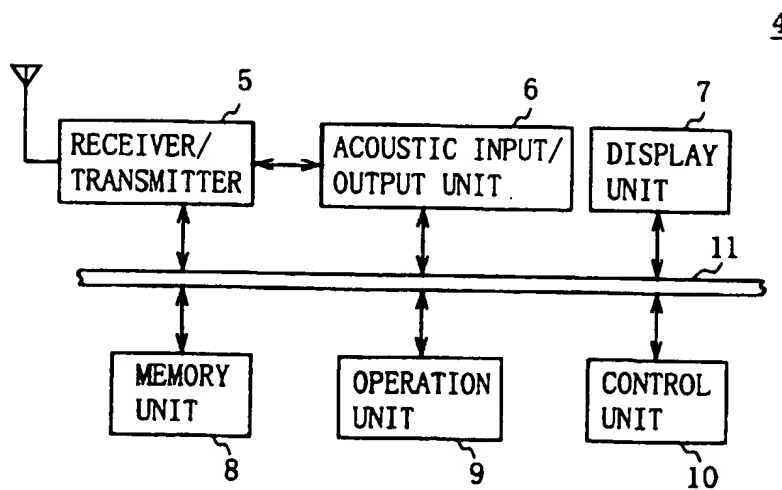 4
5
6
7
RECEIVER/
TRANSMITTER
ACOUSTIC INPUT/
OUTPUT UNIT
DISPLAY
UNIT
11
MEMORY
UNIT
OPERATION
UNIT
CONTROL
UNIT
8
9
10